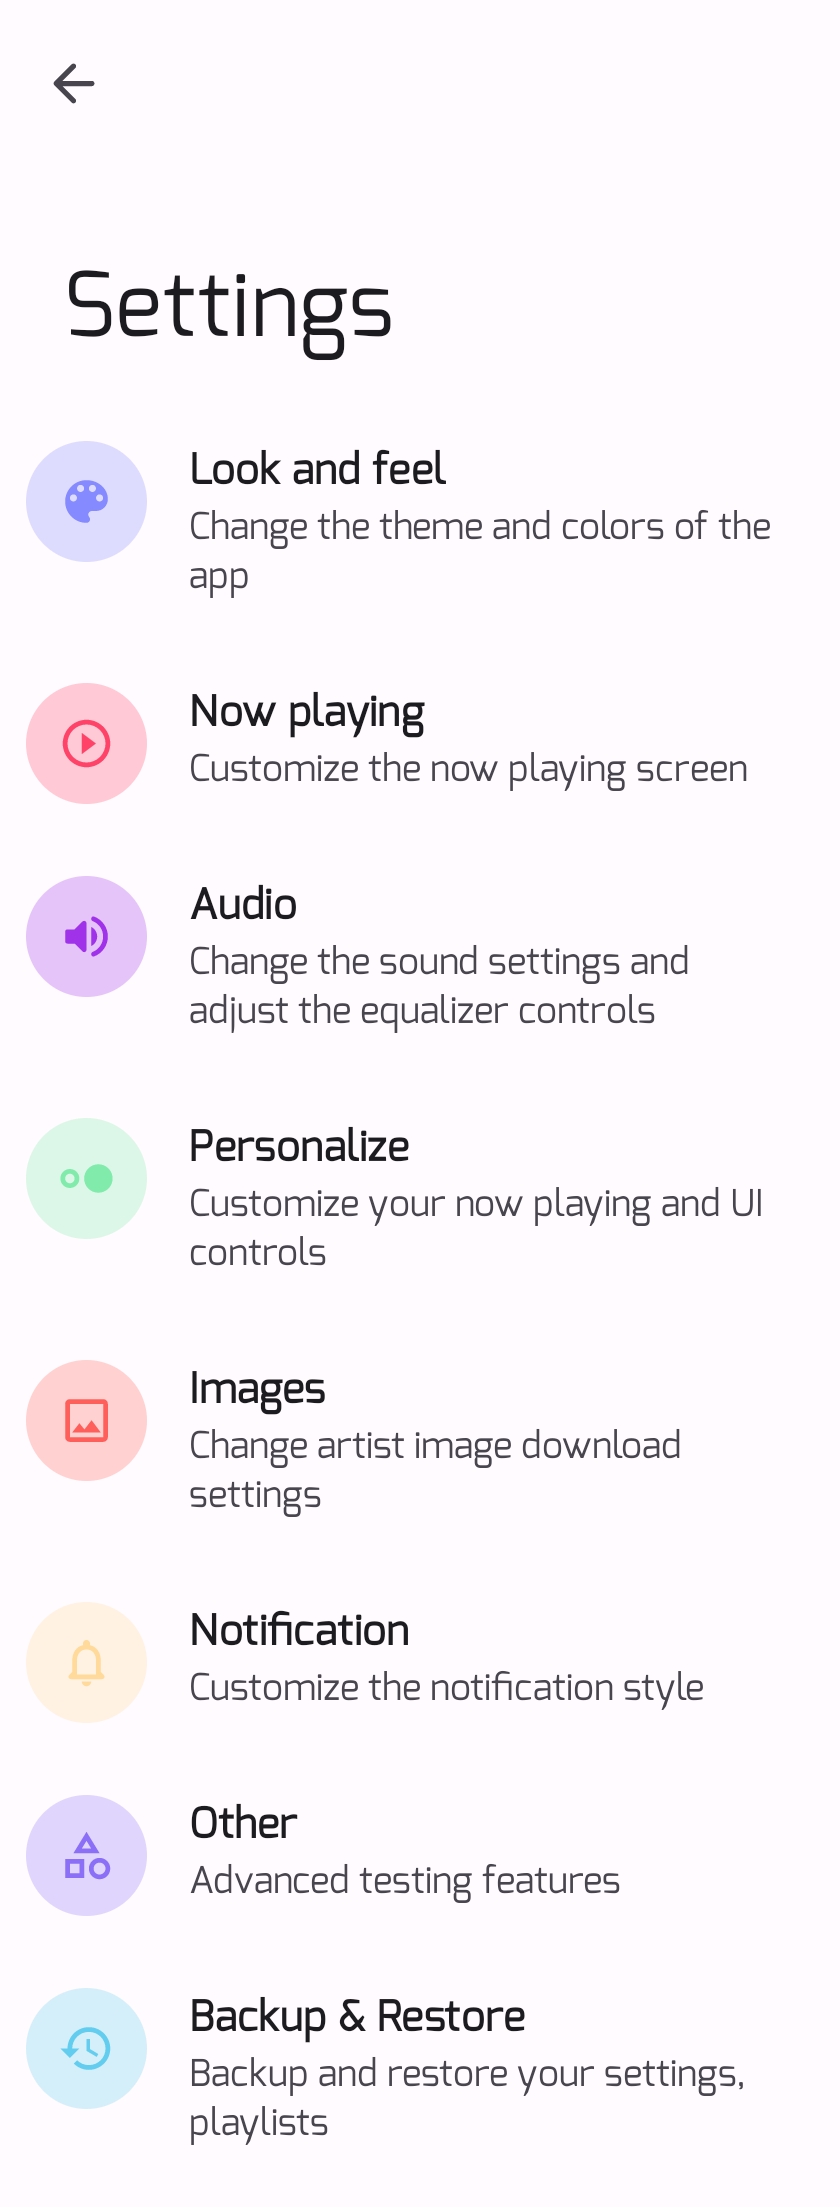 Settings
Look and feel
Change the theme and colors of the
app
Now playing
Customize the now playing screen
Audio
Change the sound settings and
adjust the equalizer controls
Personalize
Customize your now playing and UI
controls
Images
Change artist image download
settings
Notification
Customize the notification style
Other
Advanced testing features
Backup & Restore
Backup and restore your settings,
playlists